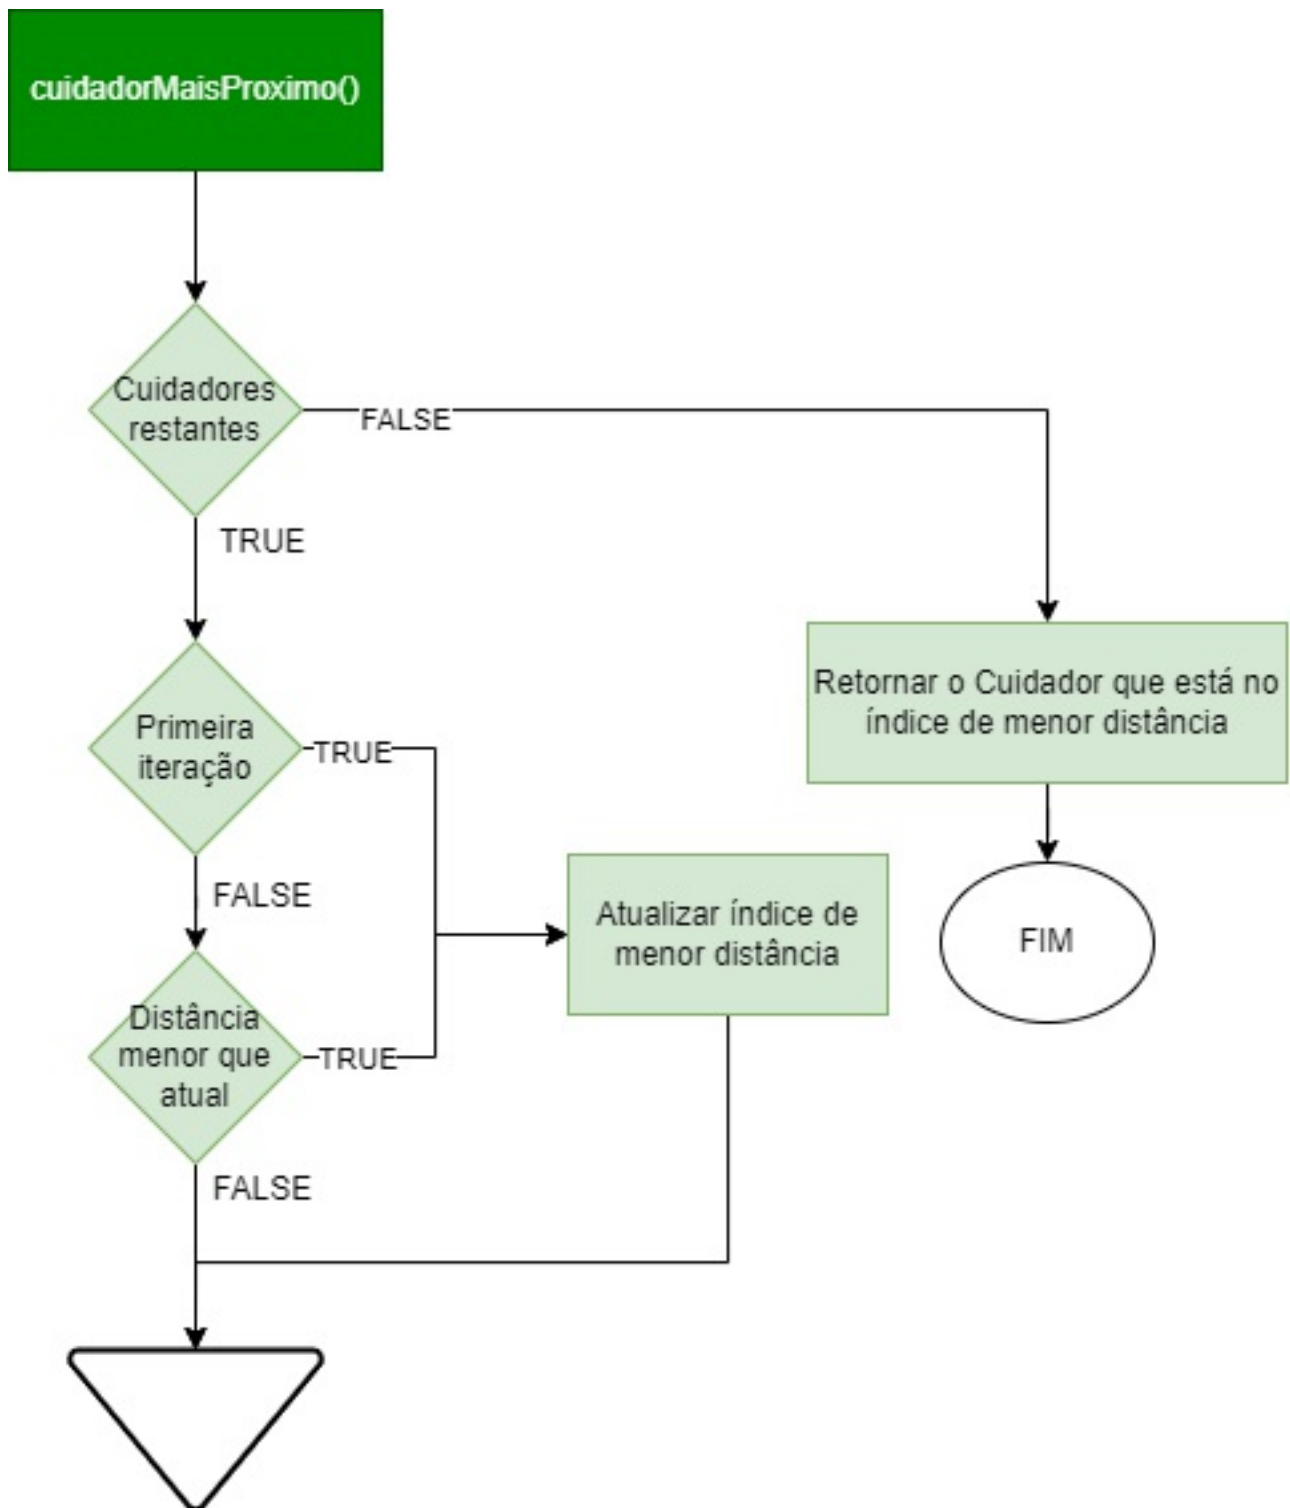 cuidadorMaisProximo()
Cuidadores
restantes
FALSE
TRUE
Primeira
iteração
TRUE
Retornar o Cuidador que está no
índice de menor distância
FALSE
Atualizar índice de
menor distância
FIM
Distância
menor que
atual
TRUE
FALSE